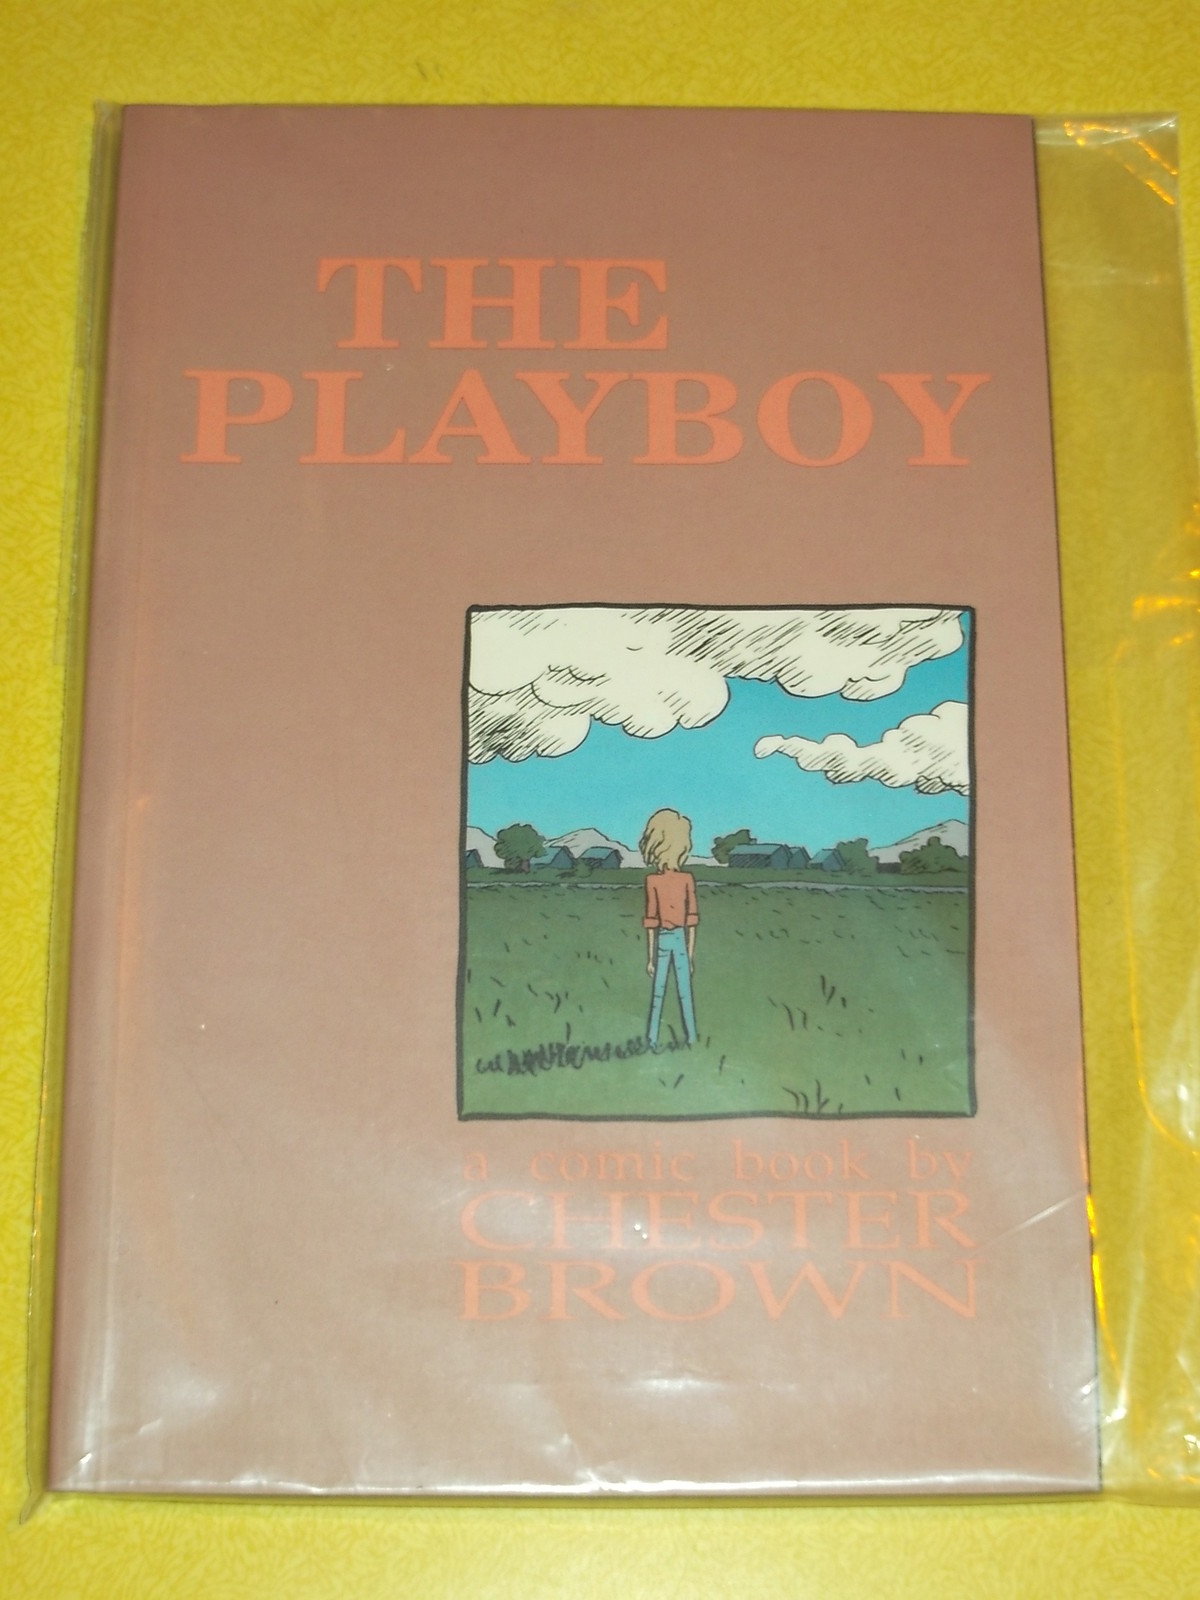 THE
PLAYBOY
a comic book by
CHESTER
BROWN